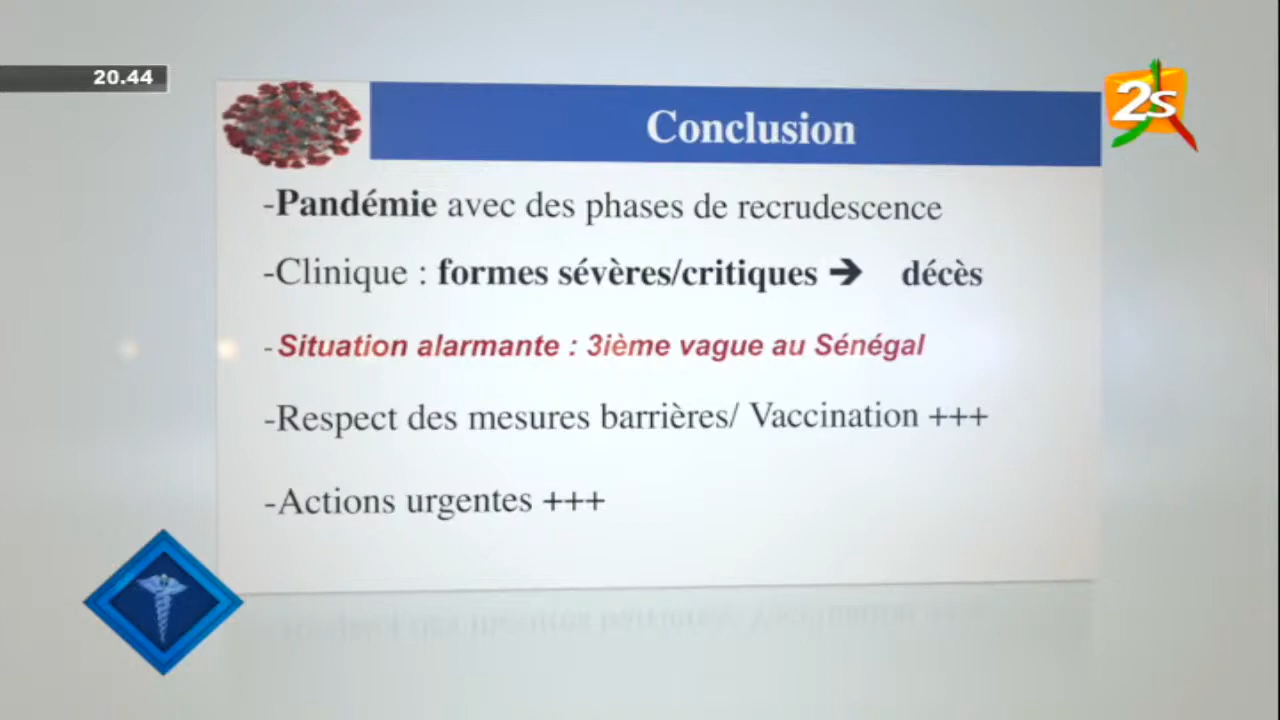 20.44
2s
Conclusion
-Pandémie avec des phases de recrudescence
-Clinique : formes sévères/critiques ➔ décès
-Situation alarmante : 3ième vague au Sénégal
-Respect des mesures barrières/ Vaccination +++
-Actions urgentes +++